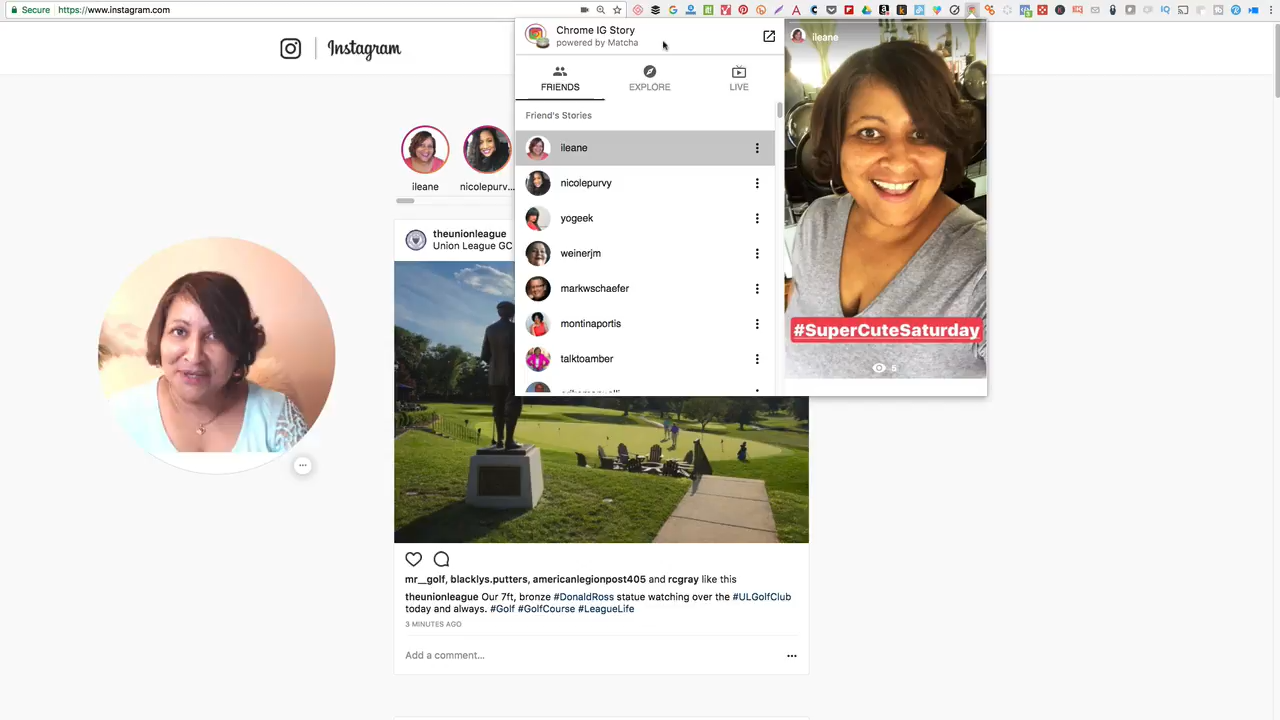 Secure https://www.instagram.com
Instagram
Chrome IG Story
powered by Matcha
FRIENDS
EXPLORE
LIVE
Friend's Stories
ileane
nicolepurvy
yogeek
weinerjm
markwschaefer
montinaportis
talktoamber
ileane
#SuperCuteSaturday
5
ileane
nicolepurv...
theunionleague
Union League GC
mr__golf, blacklys.putters, americanlegionpost405 and rcgray like this
theunionleague Our 7ft, bronze #DonaldRoss statue watching over the #ULGolfClub
today and always. #Golf #GolfCourse #LeagueLife
3 MINUTES AGO
Add a comment...